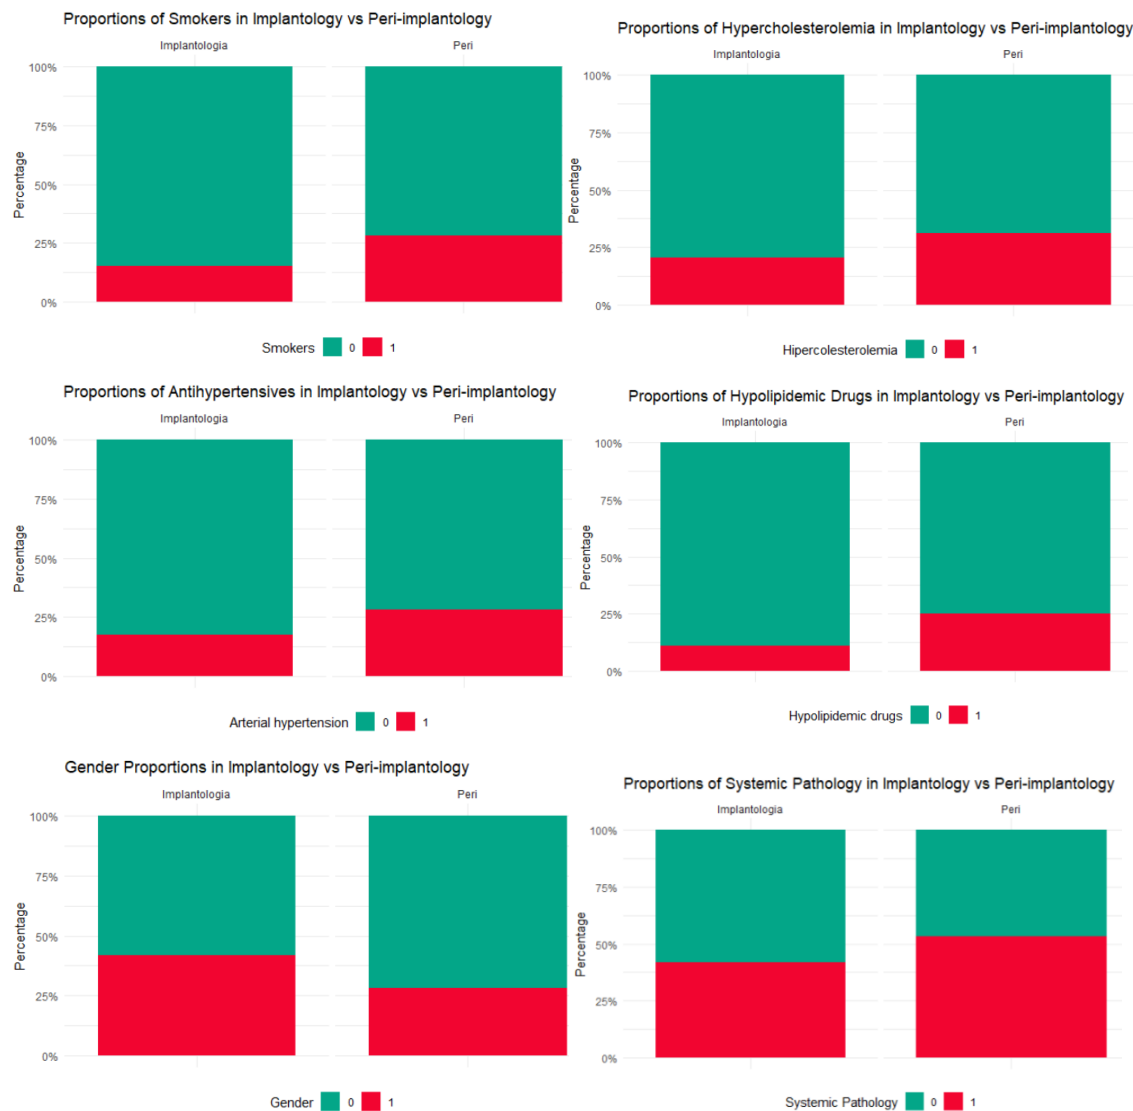 Proportions of Smokers in Implantology vs Peri-implantology
Implantologia Peri
100%
75%
50%
25%
0%
Percentage
Smokers 0 1
Proportions of Hypercholesterolemia in Implantology vs Peri-implantology
Implantologia Peri
100%
75%
50%
25%
0%
Percentage
Hipercolesterolemia 0 1
Proportions of Antihypertensives in Implantology vs Peri-implantology
Implantologia Peri
100%
75%
50%
25%
0%
Percentage
Arterial hypertension 0 1
Proportions of Hypolipidemic Drugs in Implantology vs Peri-implantology
Implantologia Peri
100%
75%
50%
25%
0%
Percentage
Hypolipidemic drugs 0 1
Gender Proportions in Implantology vs Peri-implantology
Implantologia Peri
100%
75%
50%
25%
0%
Percentage
Gender 0 1
Proportions of Systemic Pathology in Implantology vs Peri-implantology
Implantologia Peri
100%
75%
50%
25%
0%
Percentage
Systemic Pathology 0 1